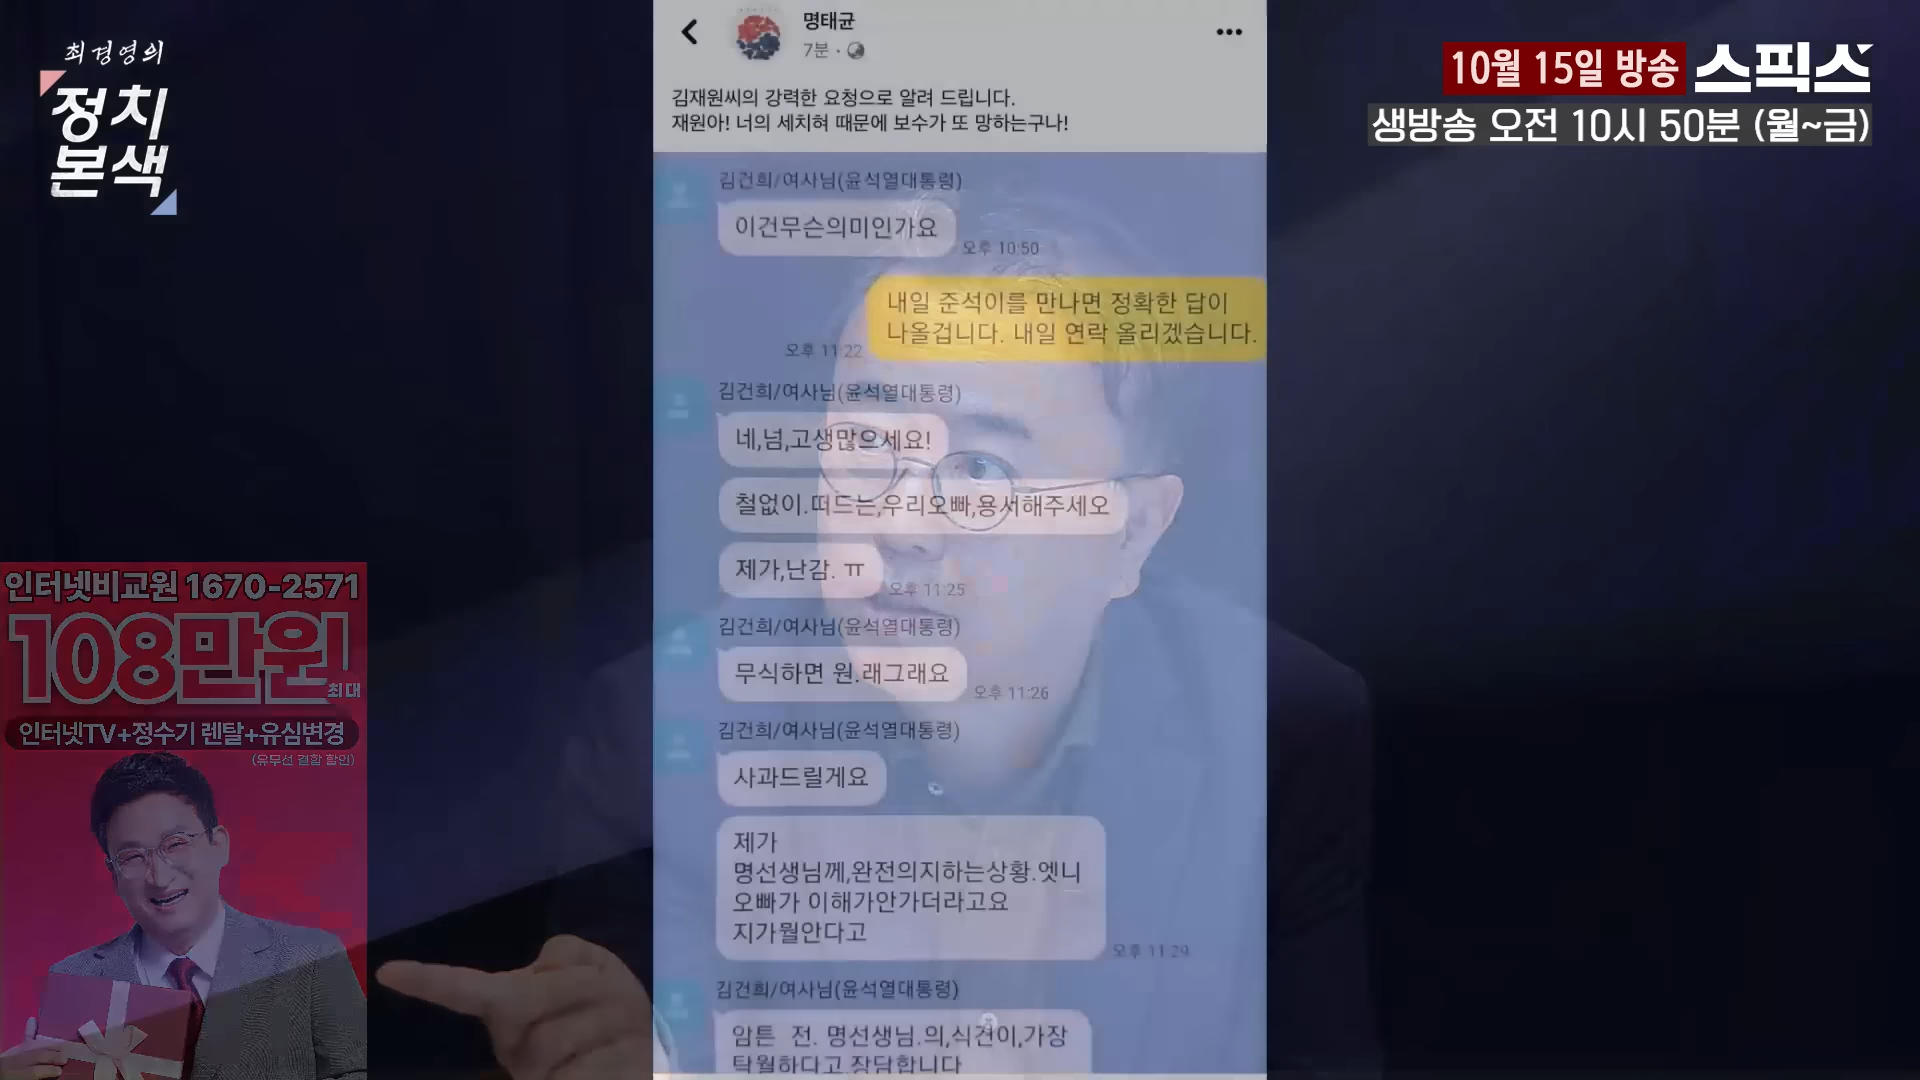 최경영의
정치
본색
10월 15일 방송 스픽스
생방송 오전 10시 50분 (월~금)
명태균
7분
김재원씨의 강력한 요청으로 알려 드립니다.
재원아! 너의 세치혀 때문에 보수가 또 망하는구나!
김건희/여사님(윤석열대통령)
이건무슨의미인가요
오후 10:50
내일 준석이를 만나면 정확한 답이
나올겁니다. 내일 연락 올리겠습니다.
오후 11:22
김건희/여사님(윤석열대통령)
네,넘,고생많으세요!
철없이.떠드는,우리오빠,용서해주세오
제가,난감. ㅠ
오후 11:25
김건희/여사님(윤석열대통령)
무식하면 원.래그래요
오후 11:26
김건희/여사님(윤석열대통령)
사과드릴게요
제가
명선생님께,완전의지하는상황.엣니
오빠가 이해가안가더라고요
지가뭘안다고
오후 11:29
김건희/여사님(윤석열대통령)
암튼 전. 명선생님.의,식견이,가장
탁월하다고,장담합니다
인터넷비교원 1670-2571
108만원
최대
인터넷TV+정수기 렌탈+유심변경
(유무선 결합 할인)